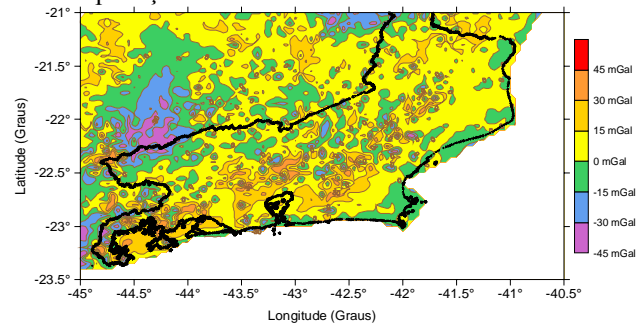 -21°
-21.5°
-22°
-22.5°
-23°
-23.5°
Latitude (Graus)
-45° -44.5° -44° -43.5° -43° -42.5° -42° -41.5° -41° -40.5°
Longitude (Graus)
45 mGal
30 mGal
15 mGal
0 mGal
-15 mGal
-30 mGal
-45 mGal